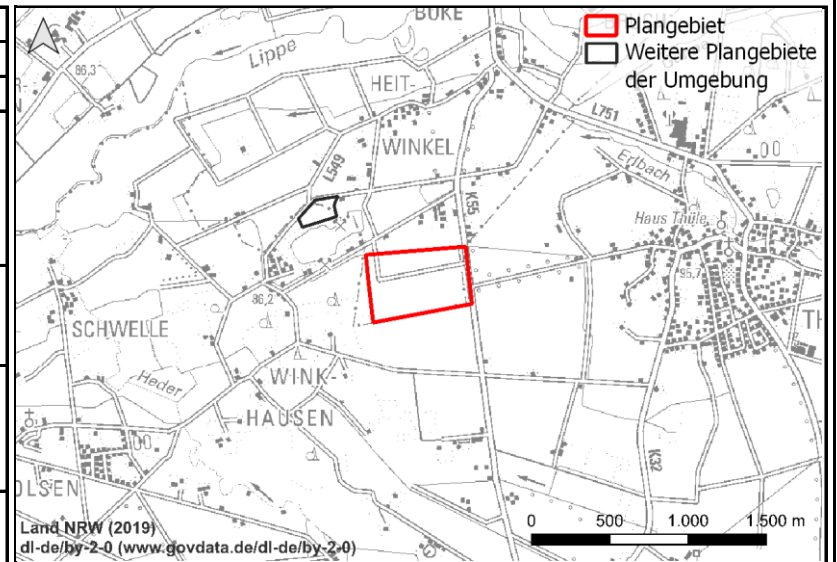 BOKE
Plangebiet
Weitere Plangebiete
der Umgebung
Lippe
86,3
HEIT-
WINKEL
L751
Erlbach
L549
K55
Haus Thüle
95,7
86,2
SCHWELLE
Heder
WINK-
HAUSEN
K32
OLSEN
Land NRW (2019)
dl-de/by-2-0 (www.govdata.de/dl-de/by-2-0)
0 500 1.000 1.500 m